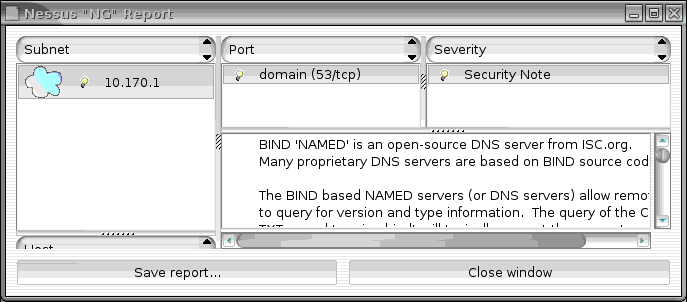 Nessus "NG" Report
Subnet
Port
Severity
10.170.1
domain (53/tcp)
Security Note
BIND 'NAMED' is an open-source DNS server from ISC.org.
Many proprietary DNS servers are based on BIND source cod
The BIND based NAMED servers (or DNS servers) allow remo
to query for version and type information. The query of the C
Host
Save report...
Close window